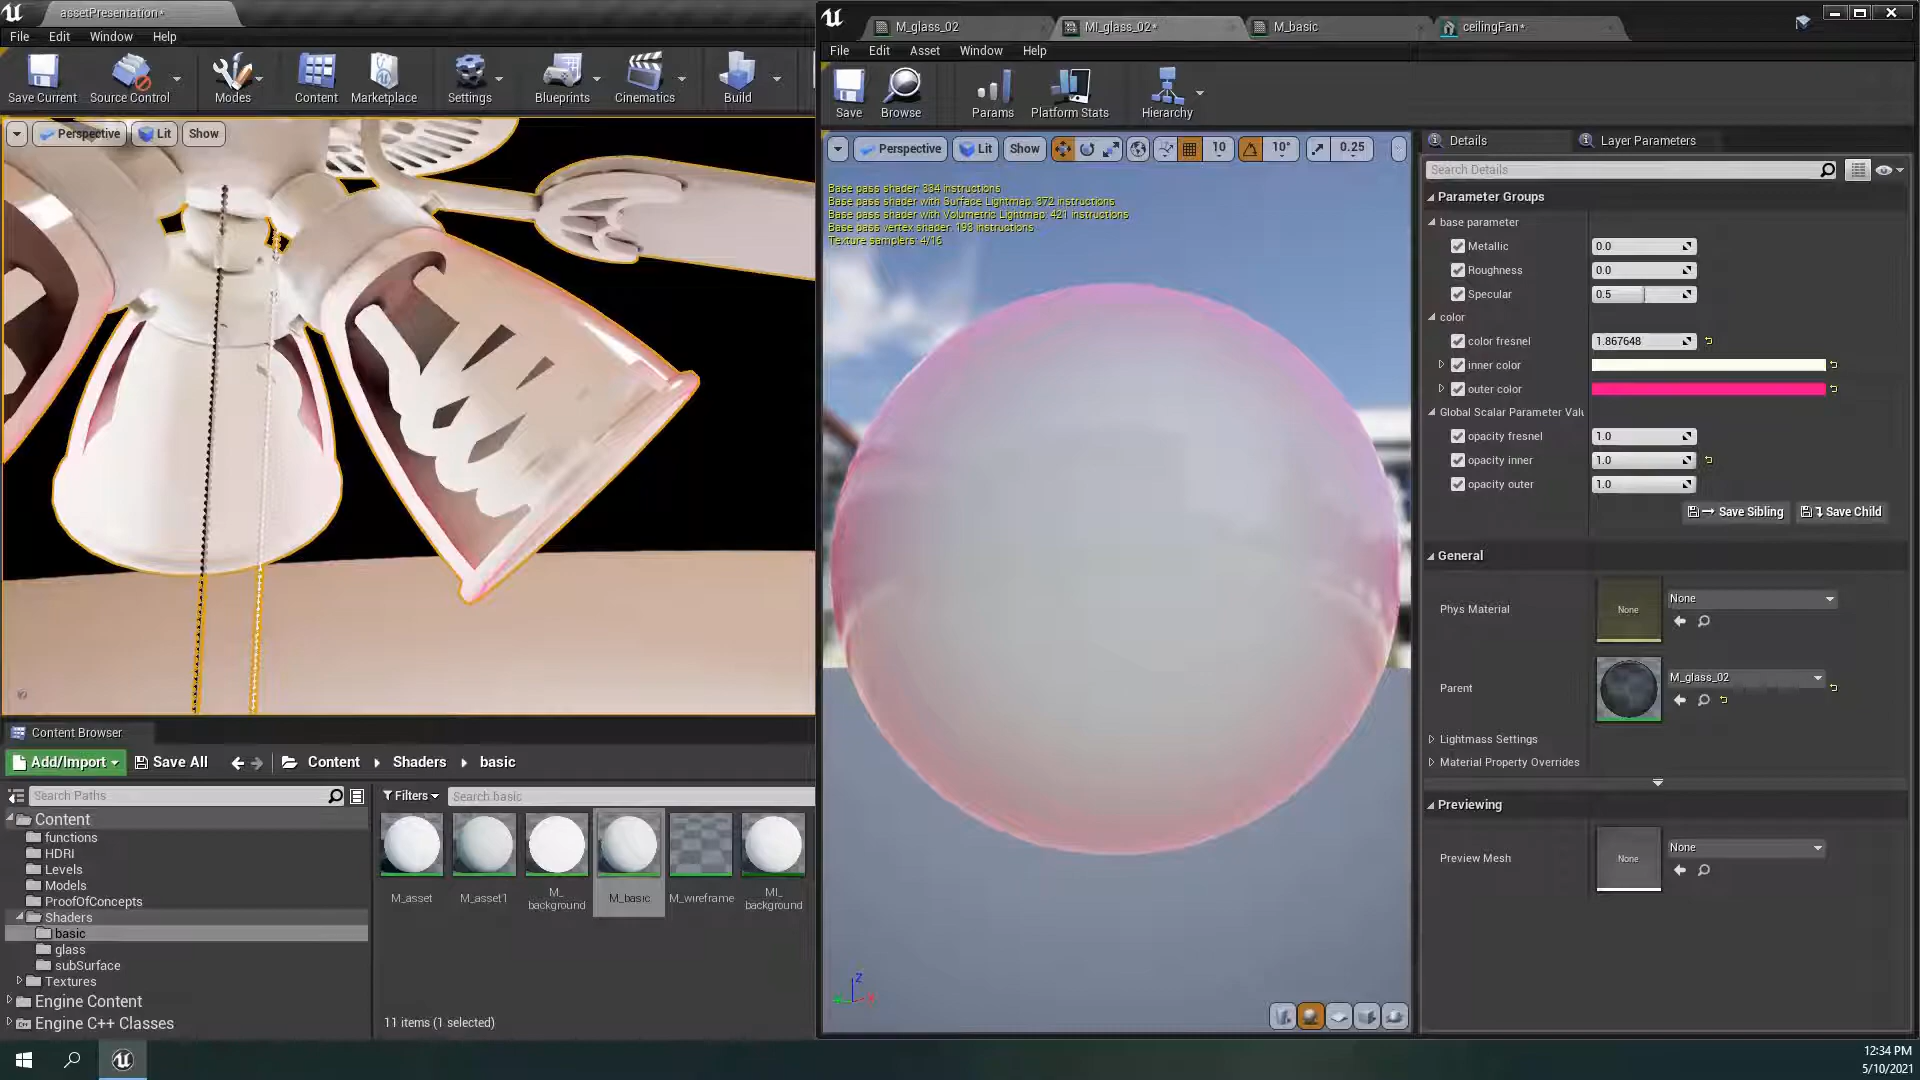 assetPresentation*
File Edit Window Help
Save Current
Source Control
Modes
Content
Marketplace
Settings
Blueprints
Cinematics
Build
Perspective
Lit
Show
Content Browser
Add/Import
Save All
Content
Shaders
basic
Search Paths
Content
functions
HDRI
Levels
Models
ProofOfConcepts
Shaders
basic
glass
subSurface
Textures
Engine Content
Engine C++ Classes
Filters
Search basic
M_asset
M_asset1
M_
background
M_basic
M_wireframe
MI_
background
11 items (1 selected)
M_glass_02
MI_glass_02*
M_basic
ceilingFan*
File Edit Asset Window Help
Save
Browse
Params
Platform Stats
Hierarchy
Perspective
Lit
Show
10
10°
0.25
Base pass shader: 334 instructions
Base pass shader with Surface Lightmap: 372 instructions
Base pass shader with Volumetric Lightmap: 421 instructions
Base pass vertex shader: 193 instructions
Texture samplers: 4/16
Z
Details
Layer Parameters
Search Details
Parameter Groups
base parameter
Metallic 0.0
Roughness 0.0
Specular 0.5
color
color fresnel 1.867648
inner color
outer color
Global Scalar Parameter Valu
opacity fresnel 1.0
opacity inner 1.0
opacity outer 1.0
Save Sibling
Save Child
General
Phys Material
None
None
Parent
M_glass_02
Lightmass Settings
Material Property Overrides
Previewing
Preview Mesh
None
None
12:34 PM
5/10/2021